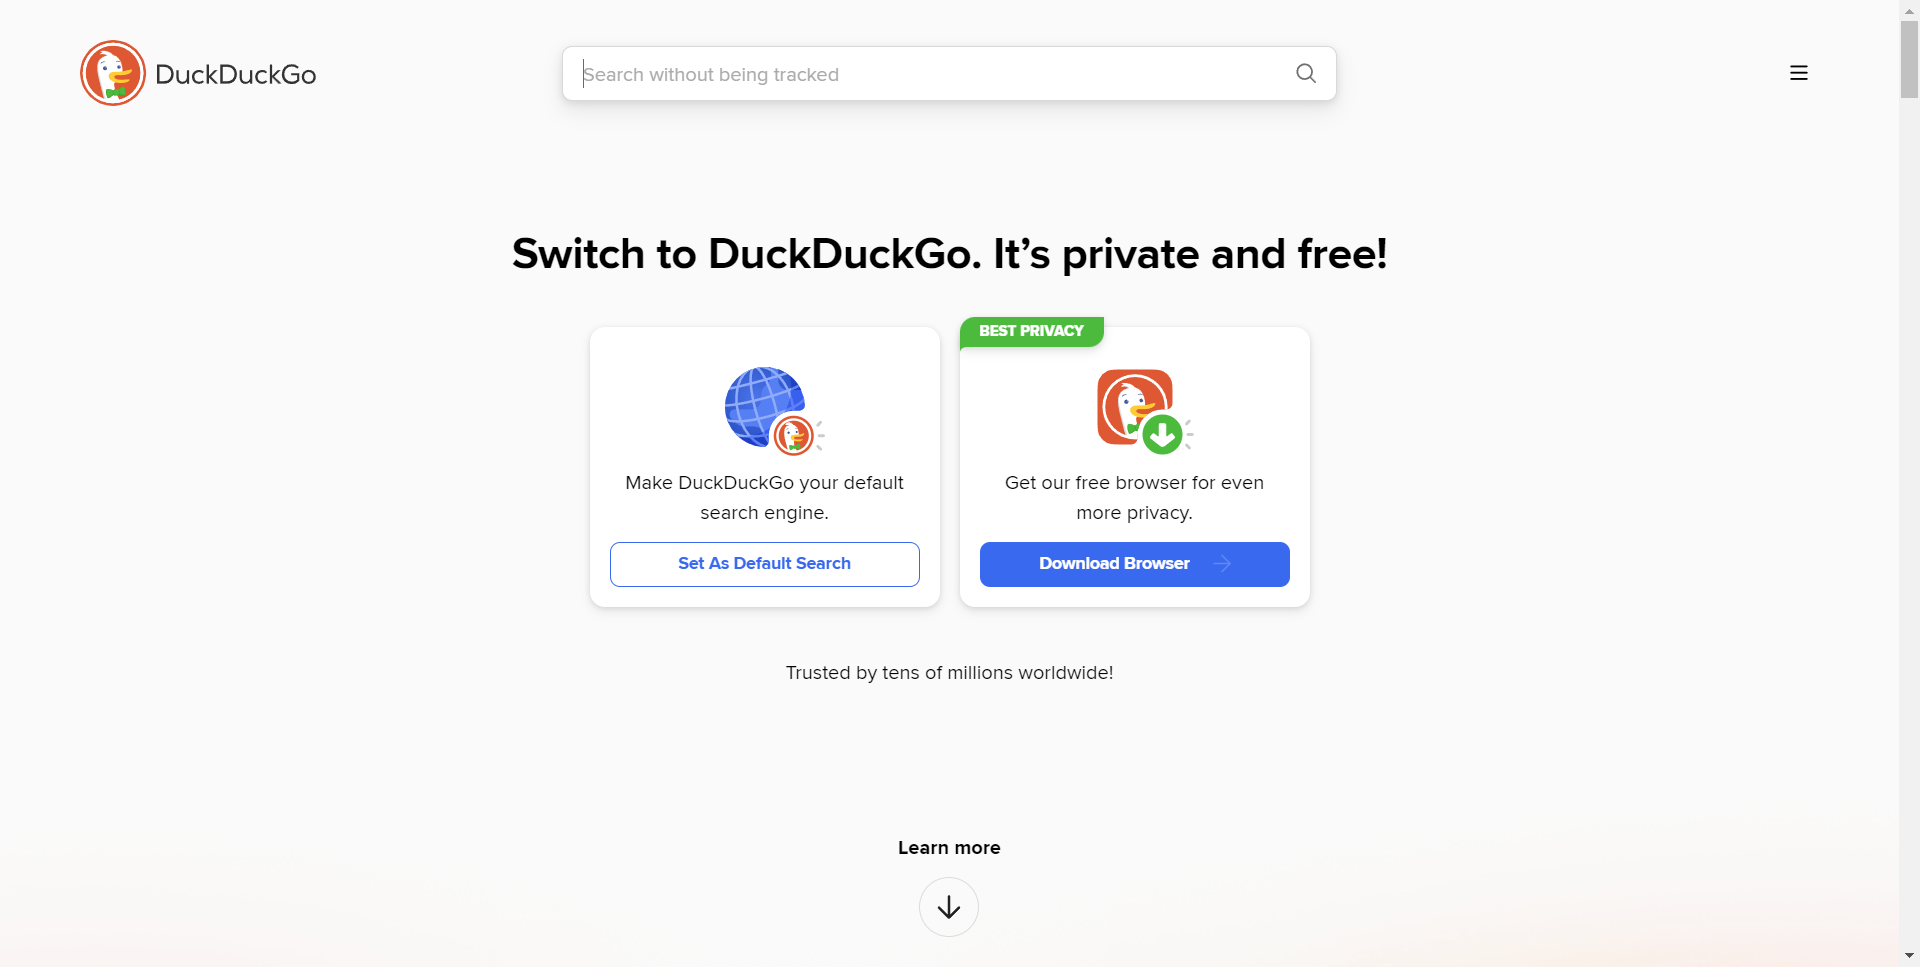 DuckDuckGo
Search without being tracked
Switch to DuckDuckGo. It’s private and free!
Make DuckDuckGo your default
search engine.
Set As Default Search
BEST PRIVACY
Get our free browser for even
more privacy.
Download Browser
Trusted by tens of millions worldwide!
Learn more